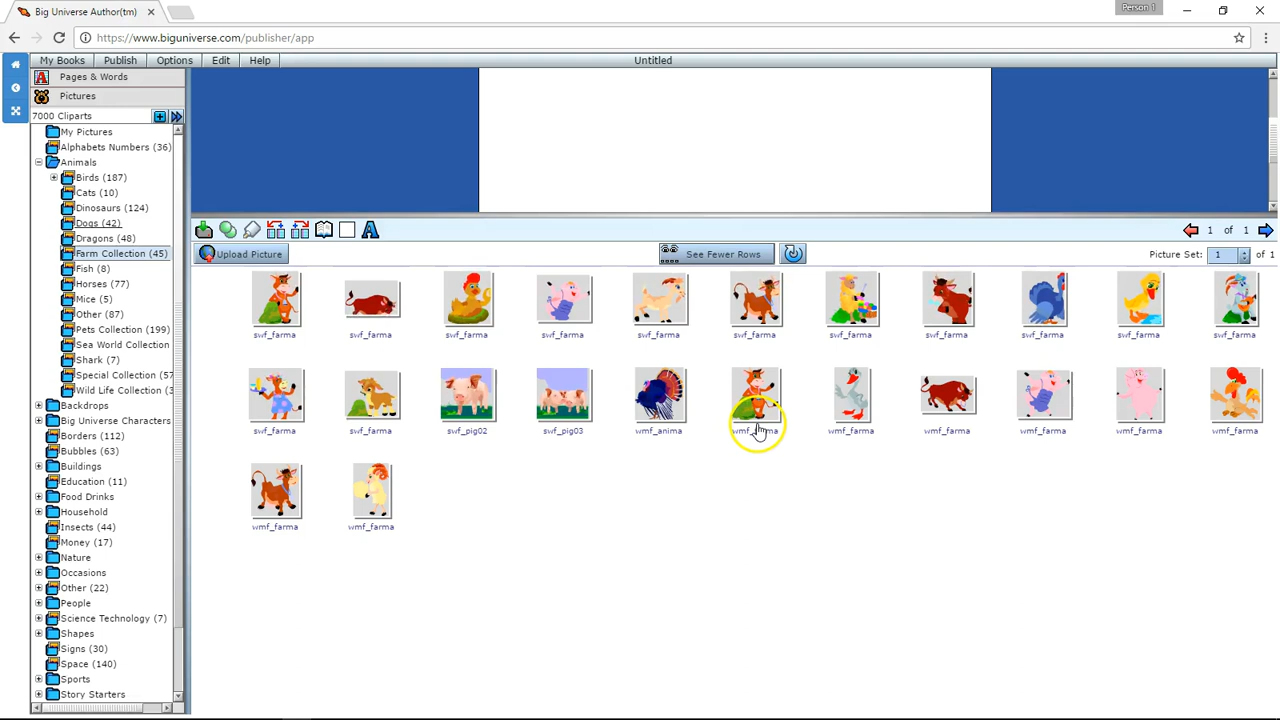 Big Universe Author(tm)
Person 1
https://www.biguniverse.com/publisher/app
My Books Publish Options Edit Help Untitled
Pages & Words
Pictures
7000 Cliparts
My Pictures
Alphabets Numbers (36)
Animals
Birds (187)
Cats (10)
Dinosaurs (124)
Dogs (42)
Dragons (48)
Farm Collection (45)
Fish (8)
Horses (77)
Mice (5)
Other (87)
Pets Collection (199)
Sea World Collection
Shark (7)
Special Collection (57
Wild Life Collection (
Backdrops
Big Universe Characters
Borders (112)
Bubbles (63)
Buildings
Education (11)
Food Drinks
Household
Insects (44)
Money (17)
Nature
Occasions
Other (22)
People
Science Technology (7)
Shapes
Signs (30)
Space (140)
Sports
Story Starters
1 of 1
Upload Picture See Fewer Rows Picture Set: 1 of 1
swf_farma swf_farma swf_farma swf_farma swf_farma swf_farma swf_farma swf_farma swf_farma swf_farma swf_farma
swf_farma swf_farma swf_pig02 swf_pig03 wmf_anima wmf_farma wmf_farma wmf_farma wmf_farma wmf_farma wmf_farma
wmf_farma wmf_farma